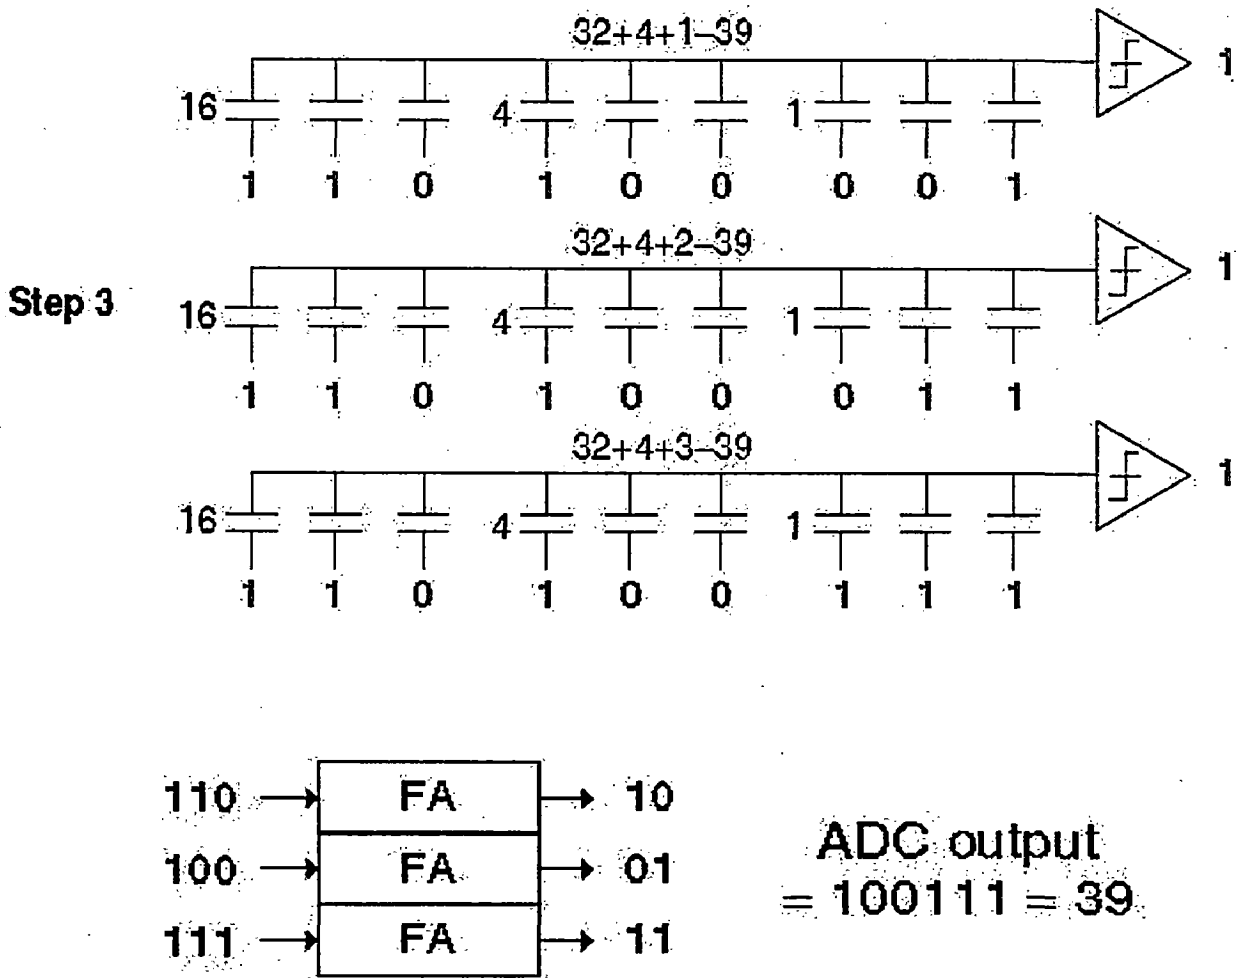 32+4+1–39
1
16 4 1
1 1 0 1 0 0 0 0 1
32+4+2–39
1
Step 3
16 4 1
1 1 0 1 0 0 0 1 1
32+4+3–39
1
16 4 1
1 1 0 1 0 0 1 1 1
110 FA 10
100 FA 01
111 FA 11
ADC output
= 100111 = 39